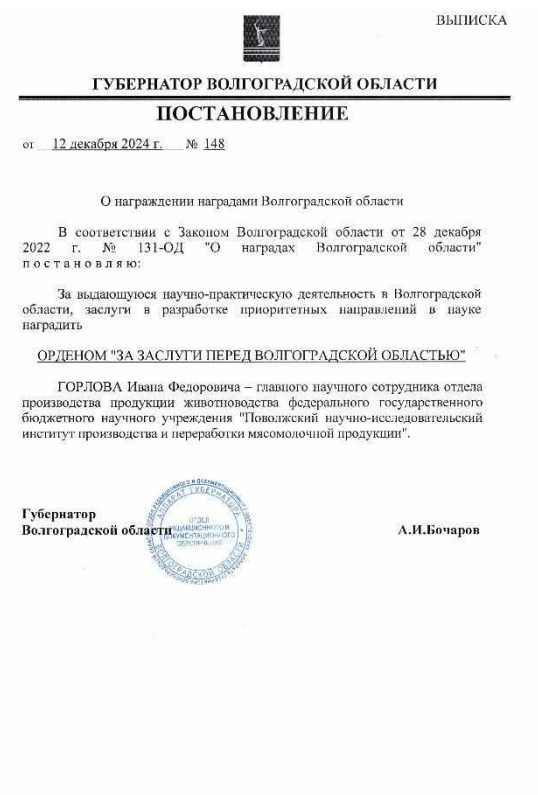 ВЫПИСКА
ГУБЕРНАТОР ВОЛГОГРАДСКОЙ ОБЛАСТИ
ПОСТАНОВЛЕНИЕ
от 12 декабря 2024 г. № 148
О награждении наградами Волгоградской области
В соответствии с Законом Волгоградской области от 28 декабря
2022 г. № 131-ОД "О наградах Волгоградской области"
постановляю:
За выдающуюся научно-практическую деятельность в Волгоградской
области, заслуги в разработке приоритетных направлений в науке
наградить
ОРДЕНОМ "ЗА ЗАСЛУГИ ПЕРЕД ВОЛГОГРАДСКОЙ ОБЛАСТЬЮ"
ГОРЛОВА Ивана Федоровича – главного научного сотрудника отдела
производства продукции животноводства федерального государственного
бюджетного научного учреждения "Поволжский научно-исследовательский
институт производства и переработки мясомолочной продукции".
Губернатор
Волгоградской области А.И.Бочаров
АППАРАТ ГУБЕРНАТОРА
ВОЛГОГРАДСКОЙ ОБЛАСТИ
ОТДЕЛ
РЕДАКЦИОННОГО И
ДОКУМЕНТАЦИОННОГО
ОБЕСПЕЧЕНИЯ